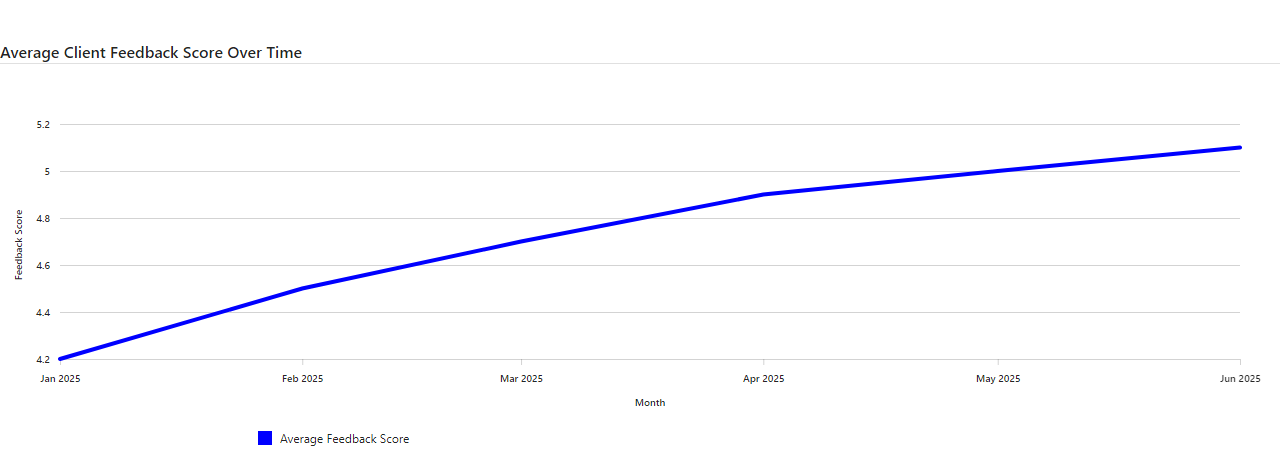 Average Client Feedback Score Over Time
5.2
5
4.8
4.6
4.4
4.2
Feedback Score
Jan 2025 Feb 2025 Mar 2025 Apr 2025 May 2025 Jun 2025
Month
Average Feedback Score